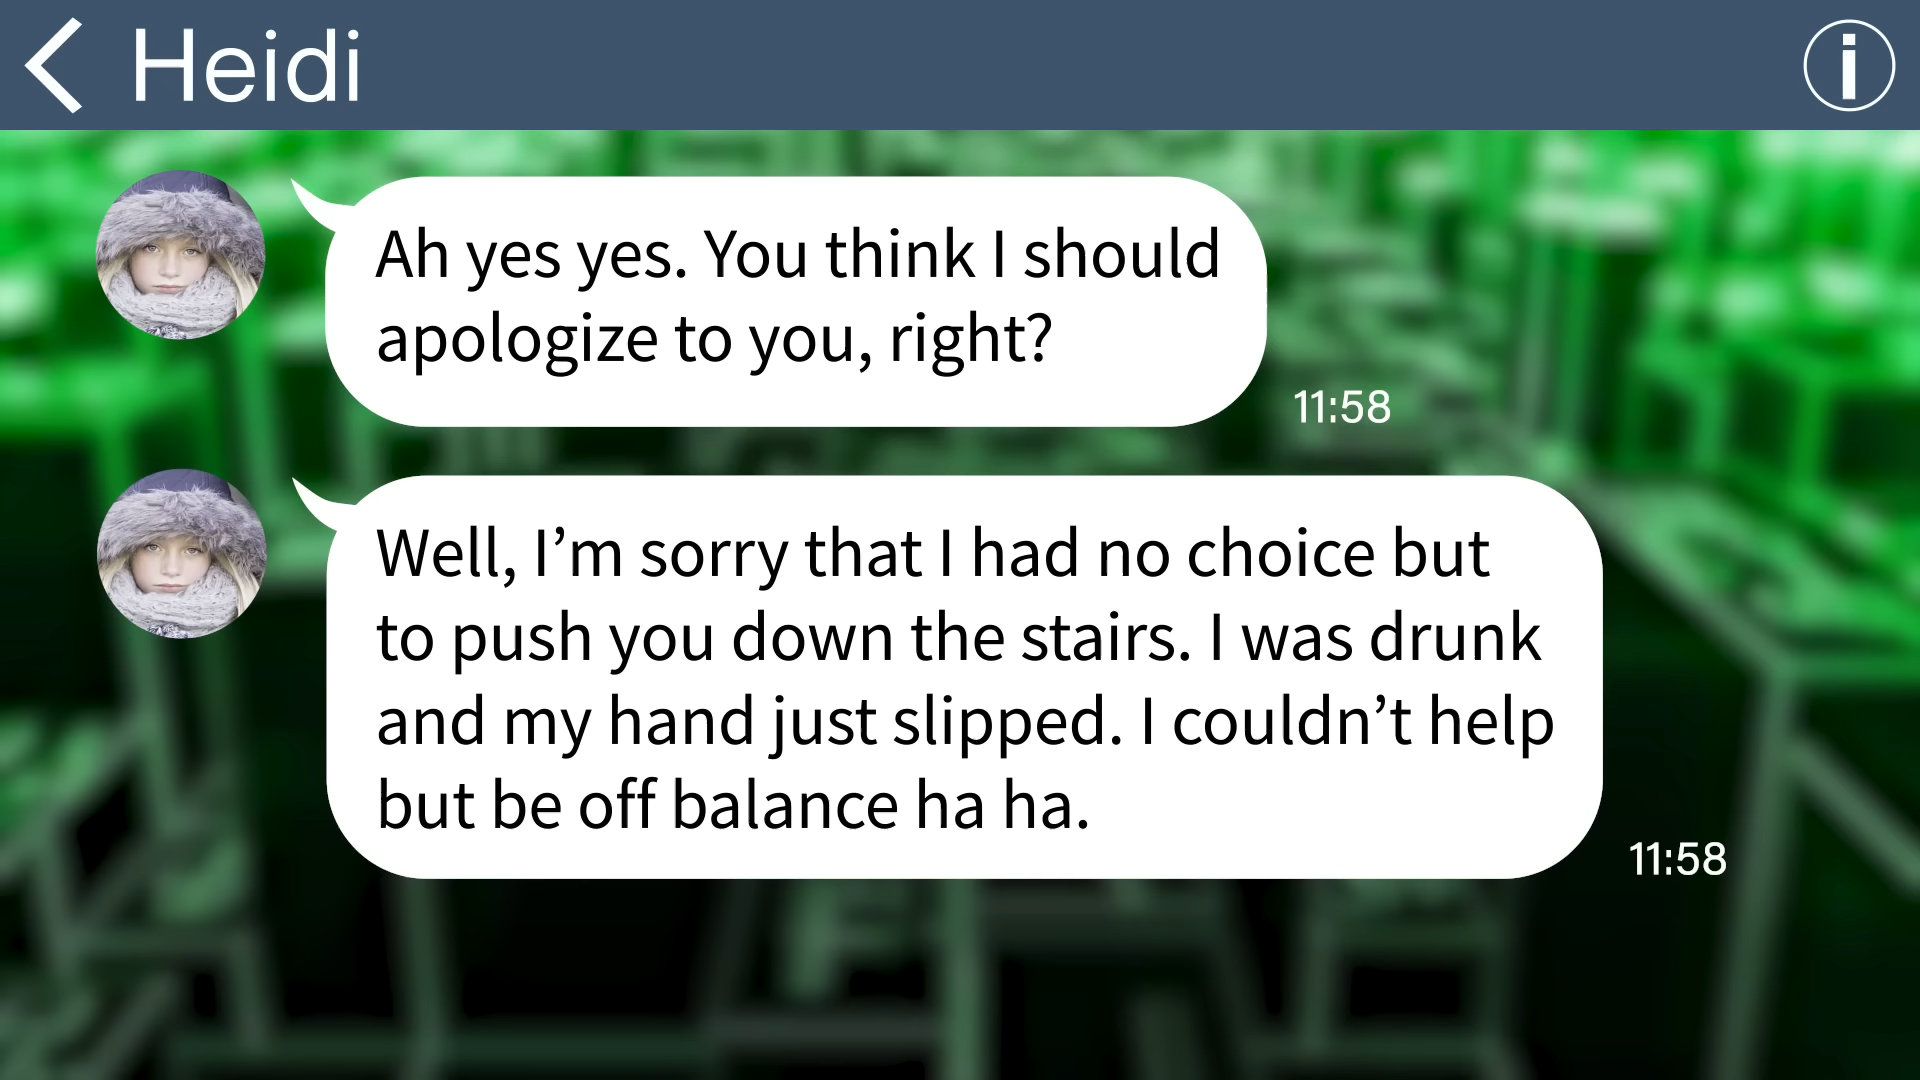 Heidi
Ah yes yes. You think I should
apologize to you, right?
11:58
Well, I’m sorry that I had no choice but
to push you down the stairs. I was drunk
and my hand just slipped. I couldn’t help
but be off balance ha ha.
11:58